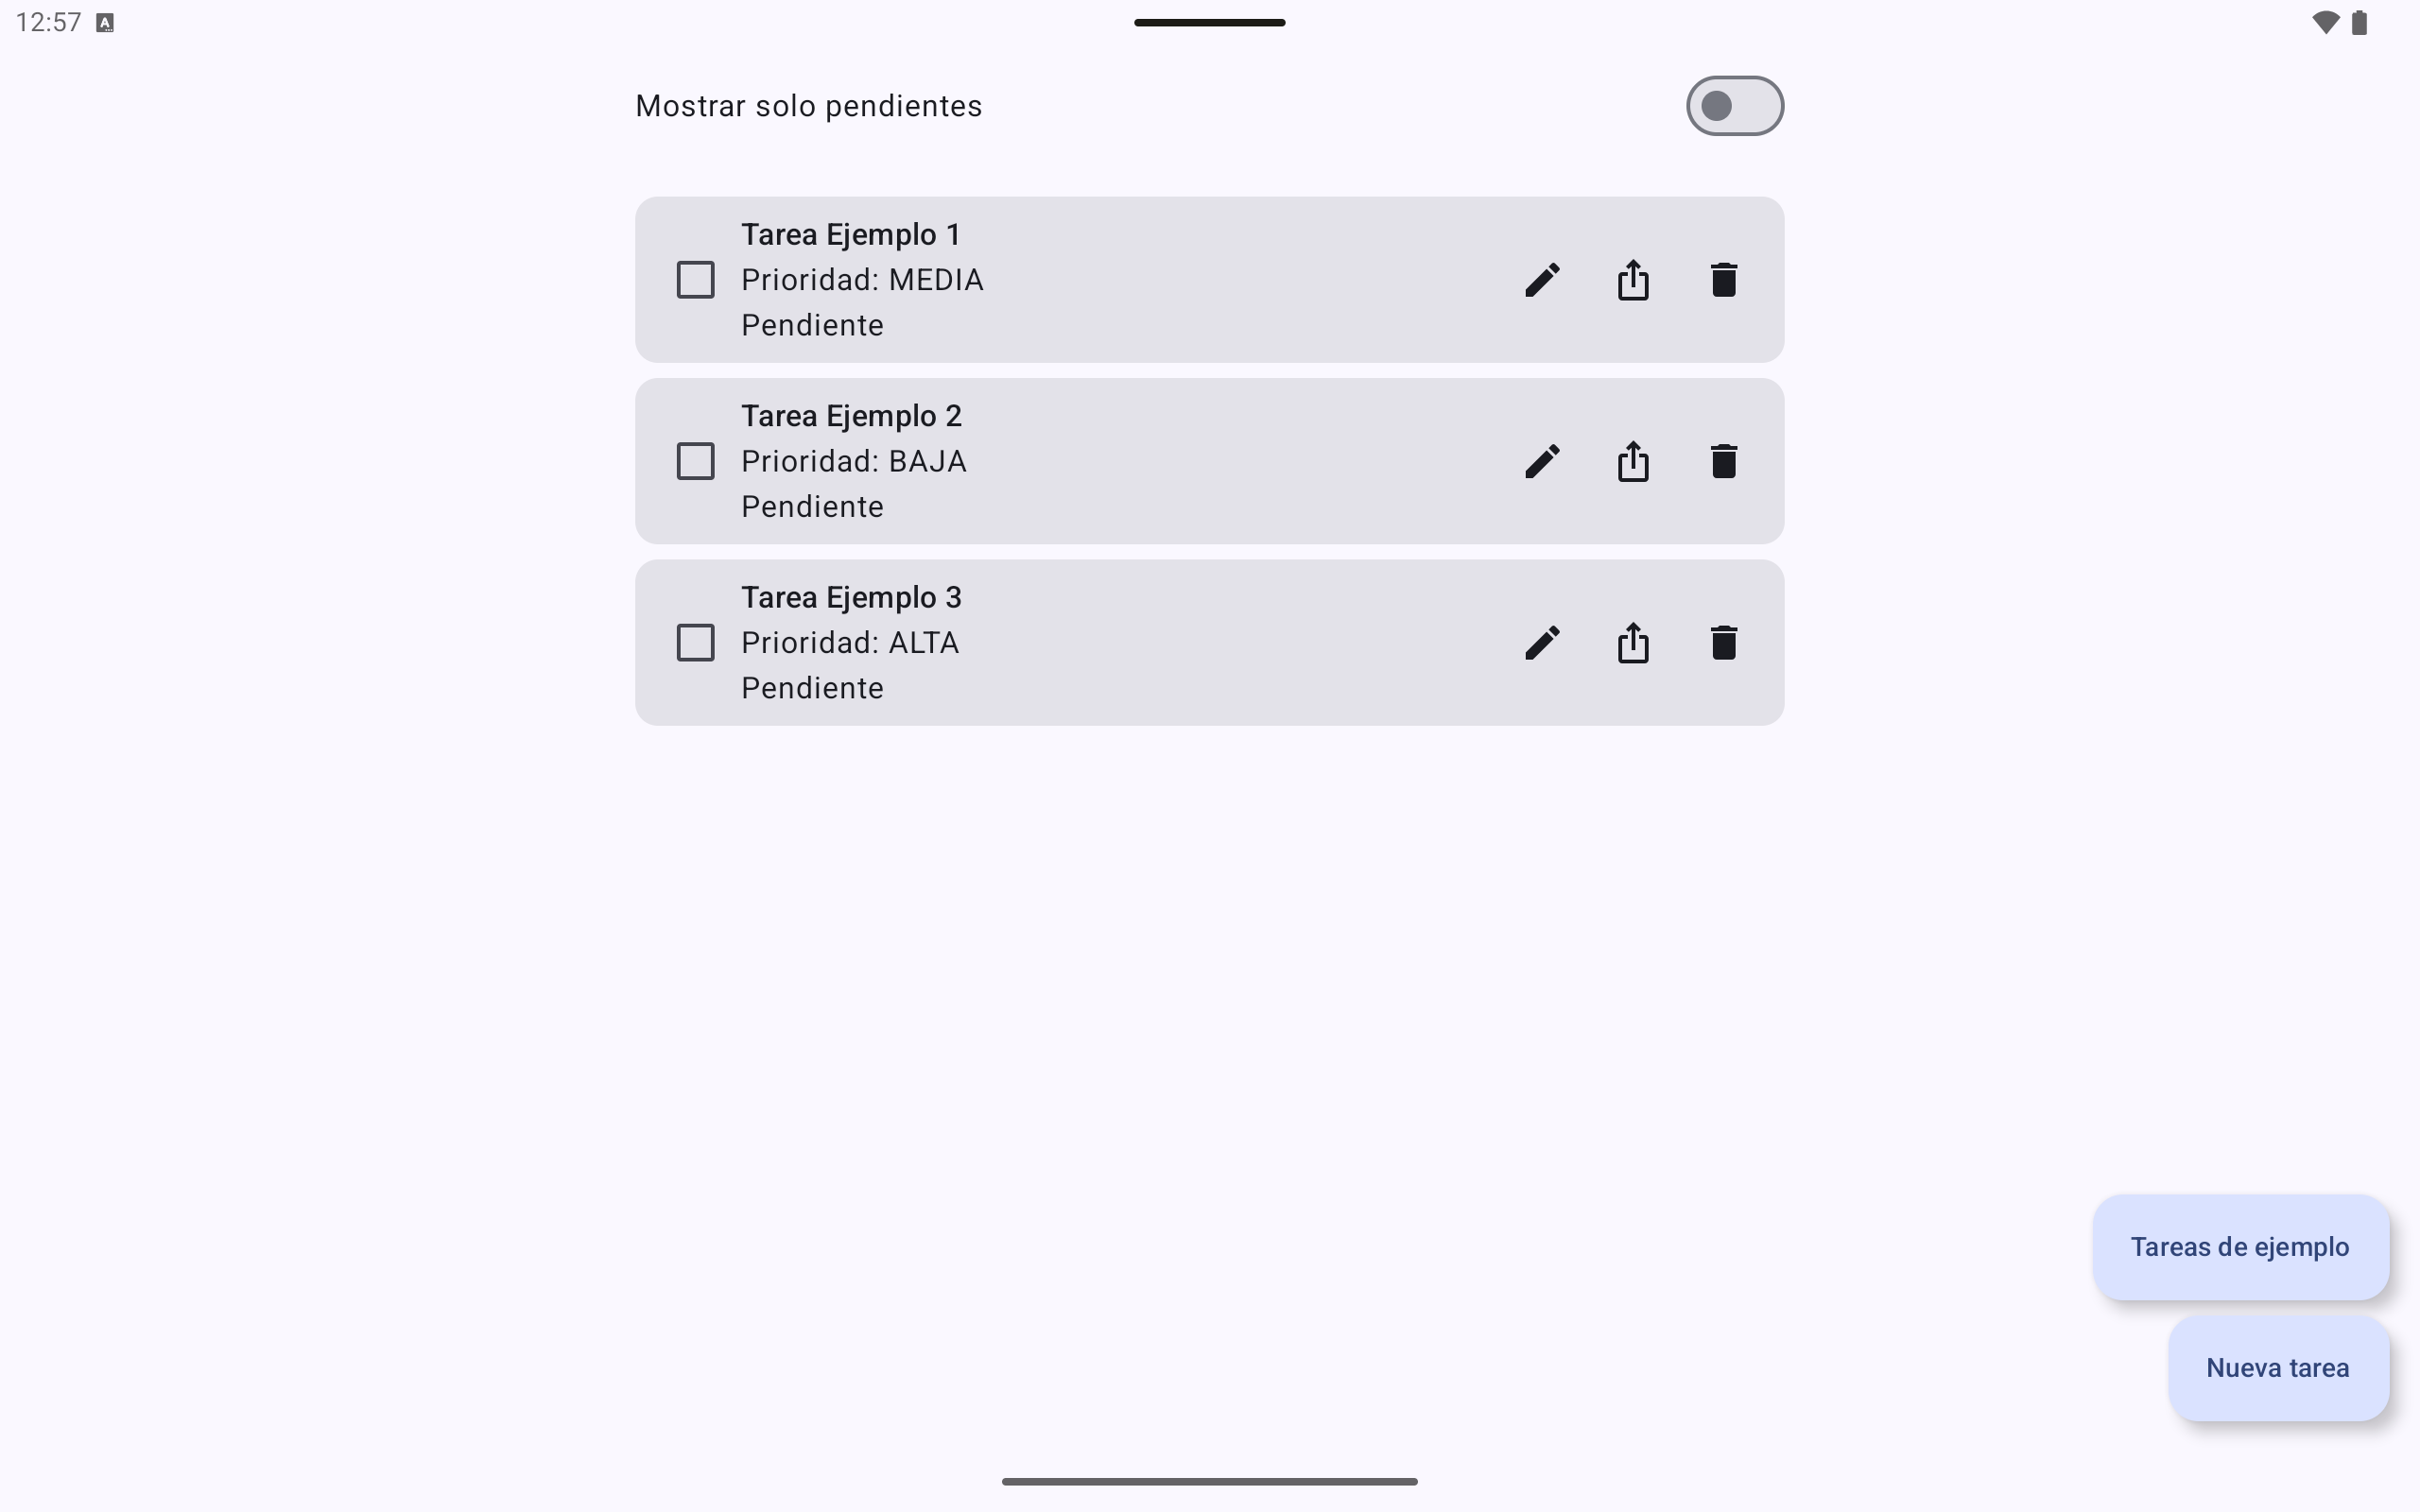 12:57
Mostrar solo pendientes
Tarea Ejemplo 1
Prioridad: MEDIA
Pendiente
Tarea Ejemplo 2
Prioridad: BAJA
Pendiente
Tarea Ejemplo 3
Prioridad: ALTA
Pendiente
Tareas de ejemplo
Nueva tarea